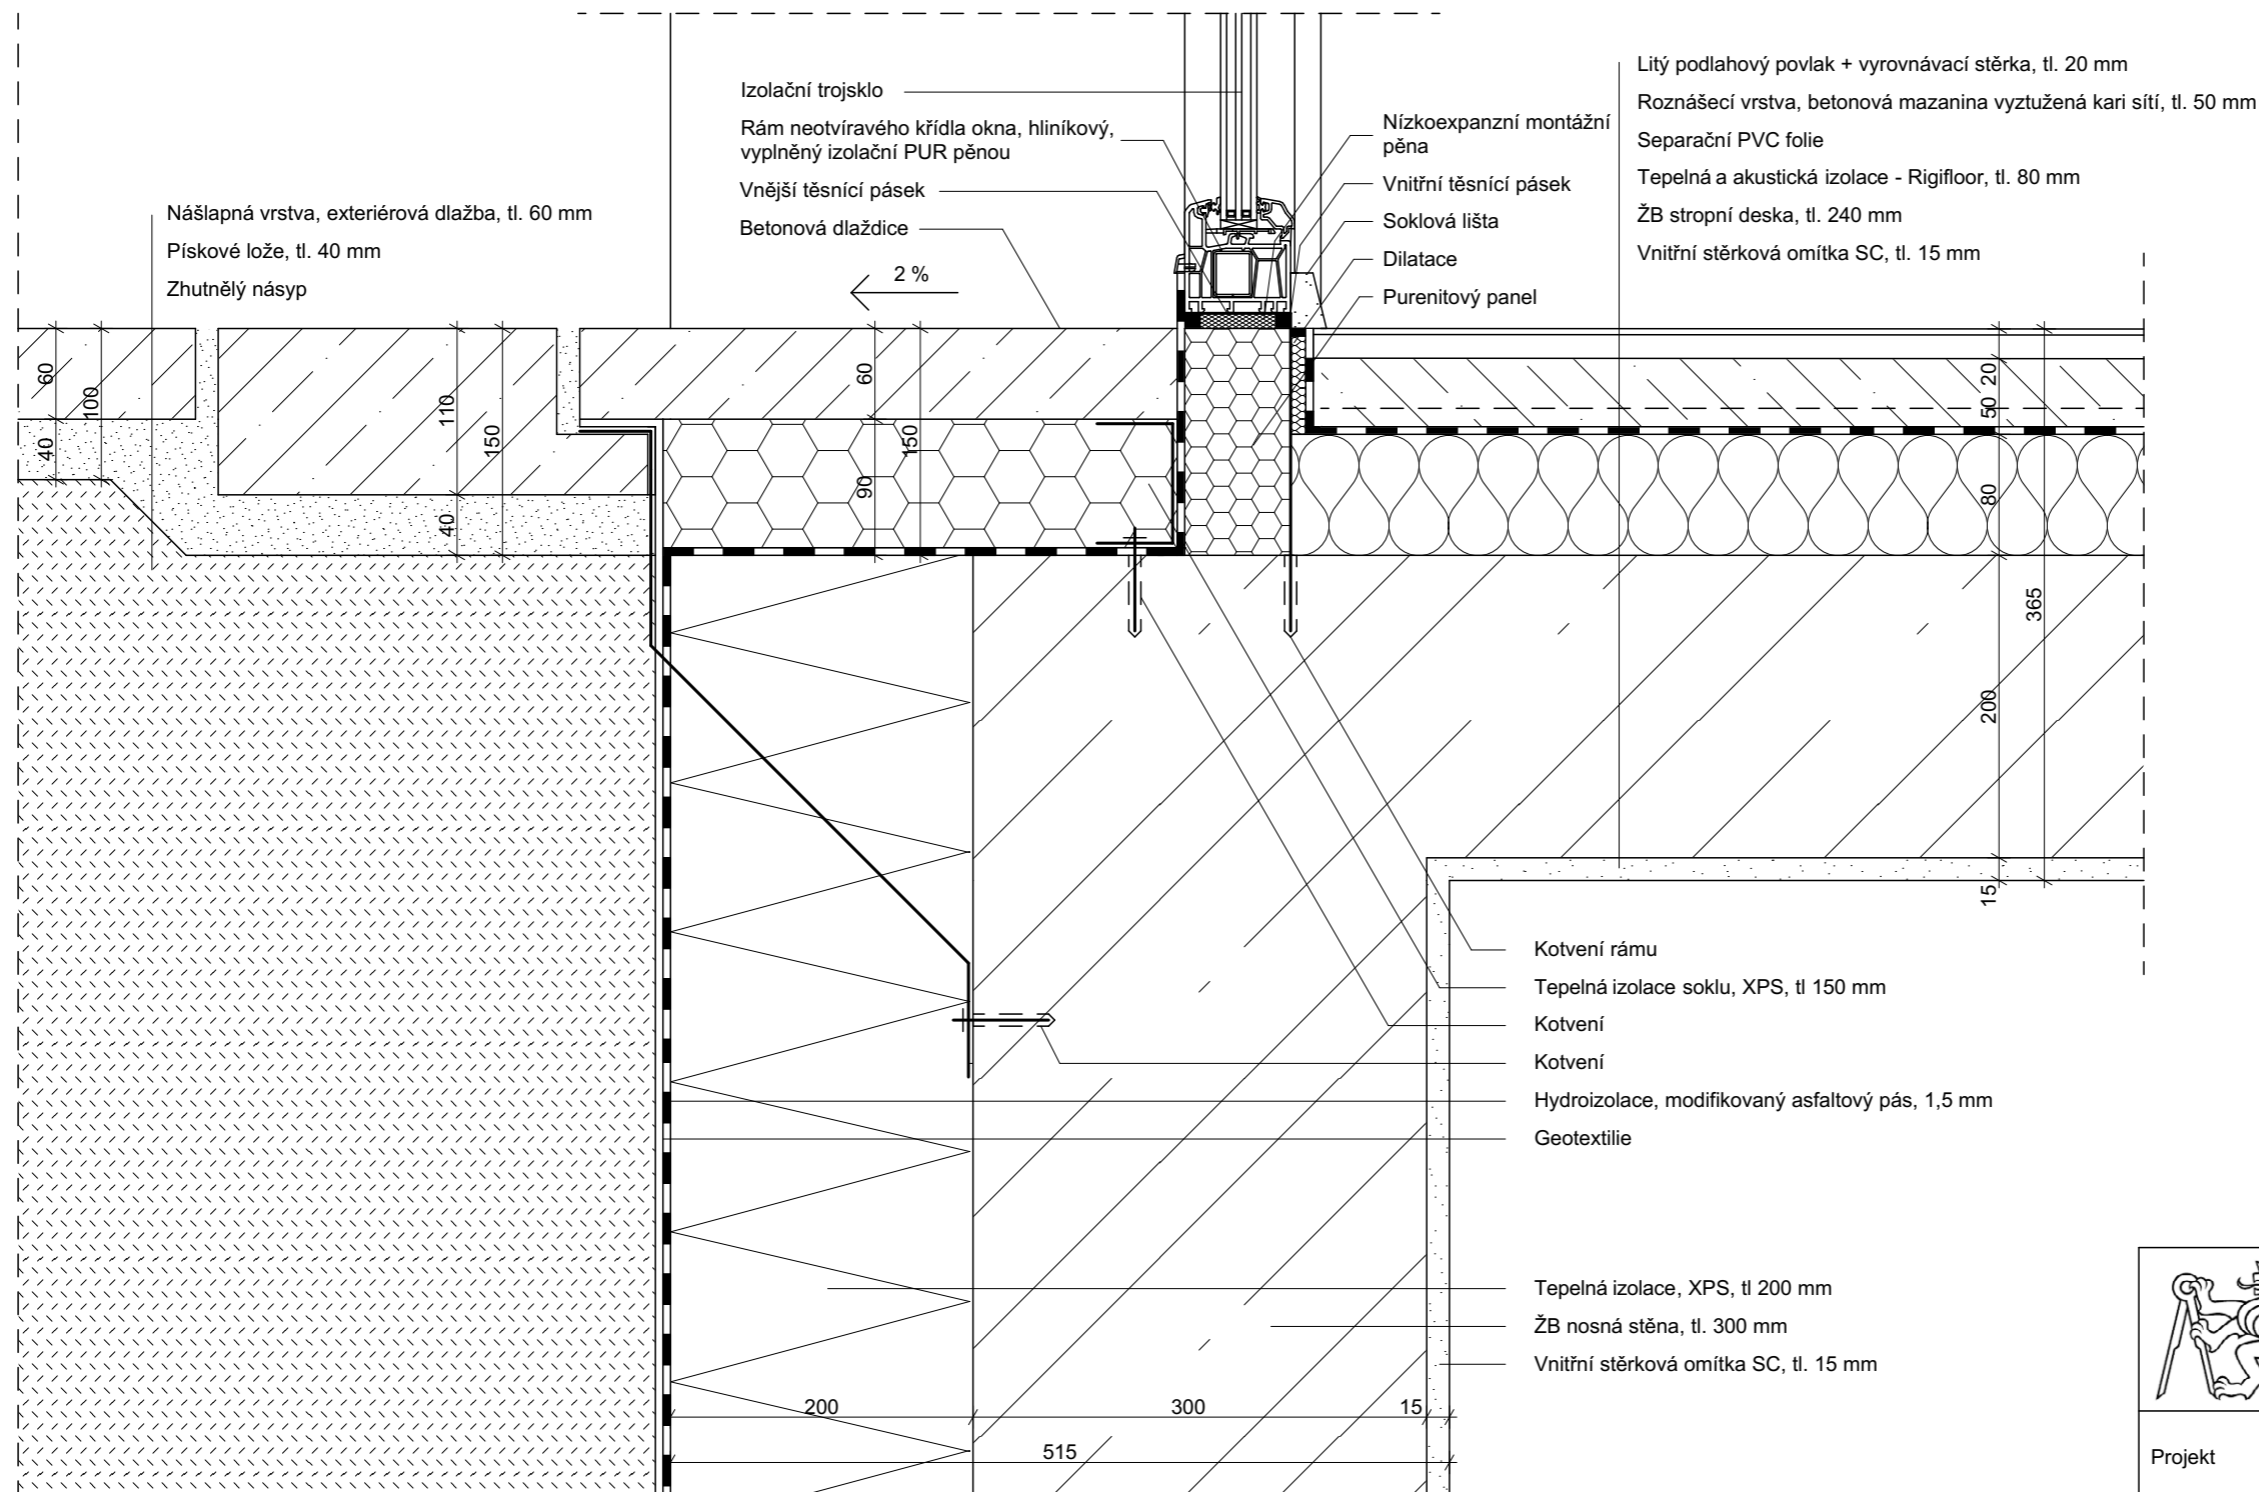 Izolační trojsklo
Rám neotvíravého křídla okna, hliníkový,
vyplněný izolační PUR pěnou
Vnější těsnící pásek
Betonová dlaždice
2 %
Nášlapná vrstva, exteriérová dlažba, tl. 60 mm
Pískové lože, tl. 40 mm
Zhutnělý násyp
Nízkoexpanzní montážní
pěna
Vnitřní těsnící pásek
Soklová lišta
Dilatace
Purenitový panel
Litý podlahový povlak + vyrovnávací stěrka, tl. 20 mm
Roznášecí vrstva, betonová mazanina vyztužená kari sítí, tl. 50 mm
Separační PVC folie
Tepelná a akustická izolace - Rigifloor, tl. 80 mm
ŽB stropní deska, tl. 240 mm
Vnitřní stěrková omítka SC, tl. 15 mm
60
40
100
110
40
150
60
90
150
20
50
80
200
15
365
Kotvení rámu
Tepelná izolace soklu, XPS, tl 150 mm
Kotvení
Kotvení
Hydroizolace, modifikovaný asfaltový pás, 1,5 mm
Geotextilie
Tepelná izolace, XPS, tl 200 mm
ŽB nosná stěna, tl. 300 mm
Vnitřní stěrková omítka SC, tl. 15 mm
200
300
15
515
Projekt